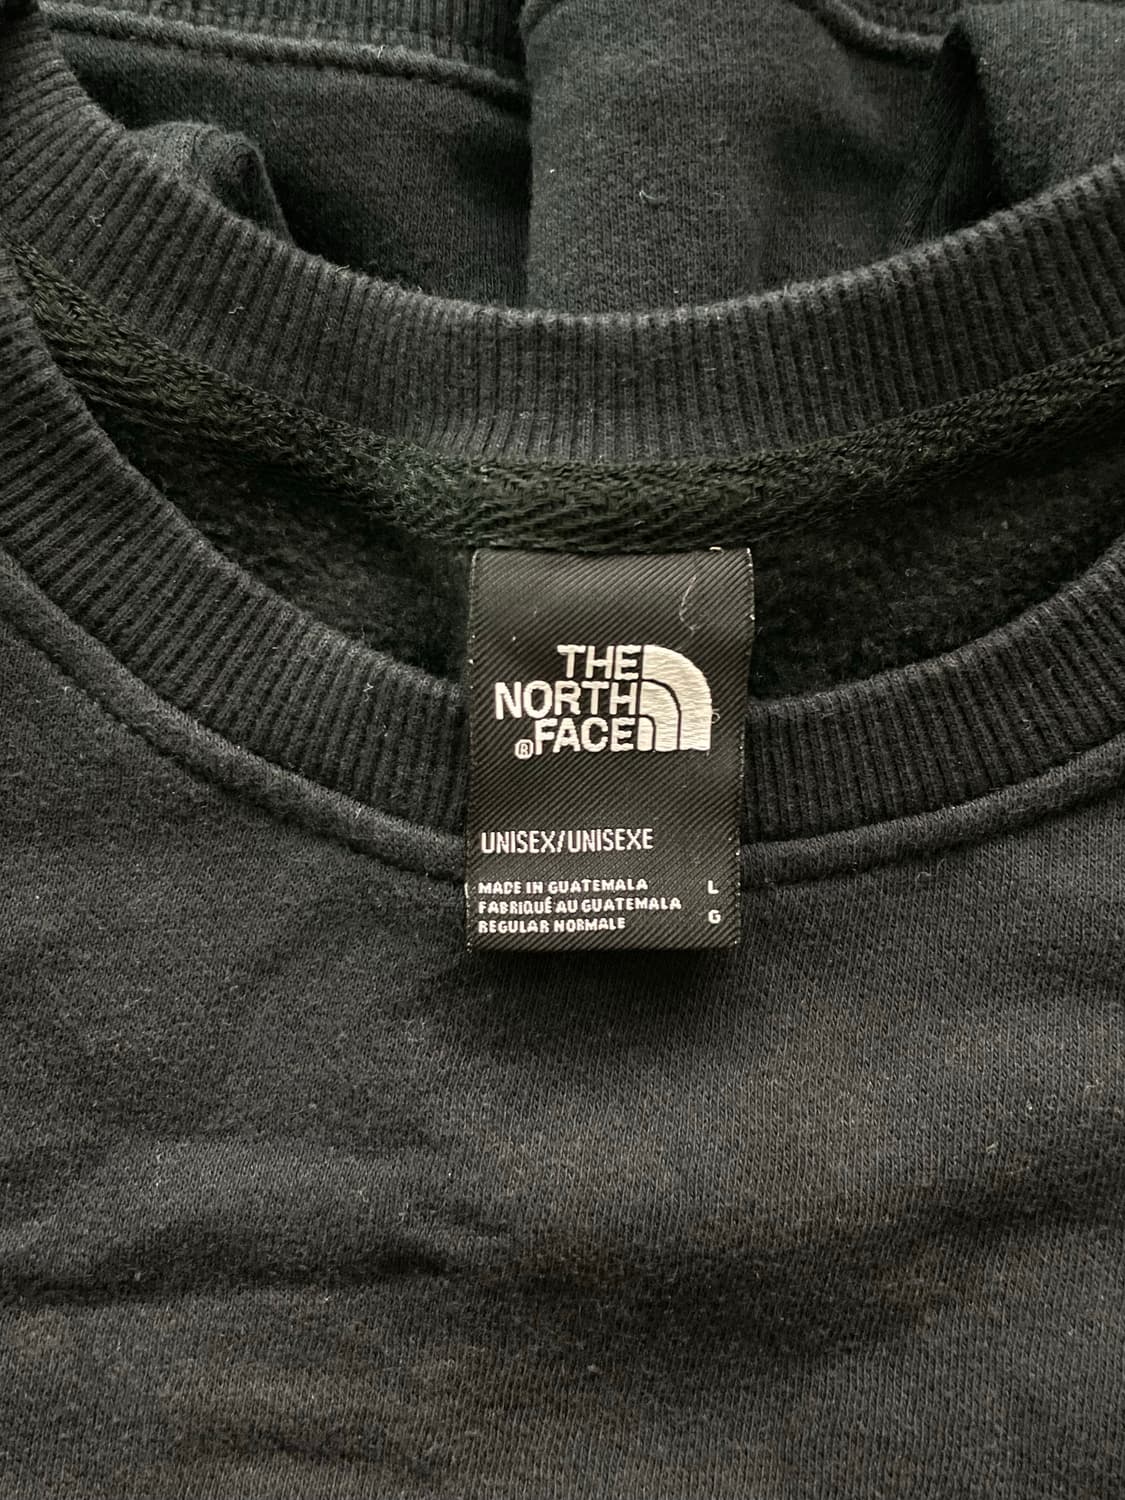 THE
NORTH
®FACE
UNISEX/UNISEXE
MADE IN GUATEMALA L
FABRIQUÉ AU GUATEMALA G
REGULAR NORMALE